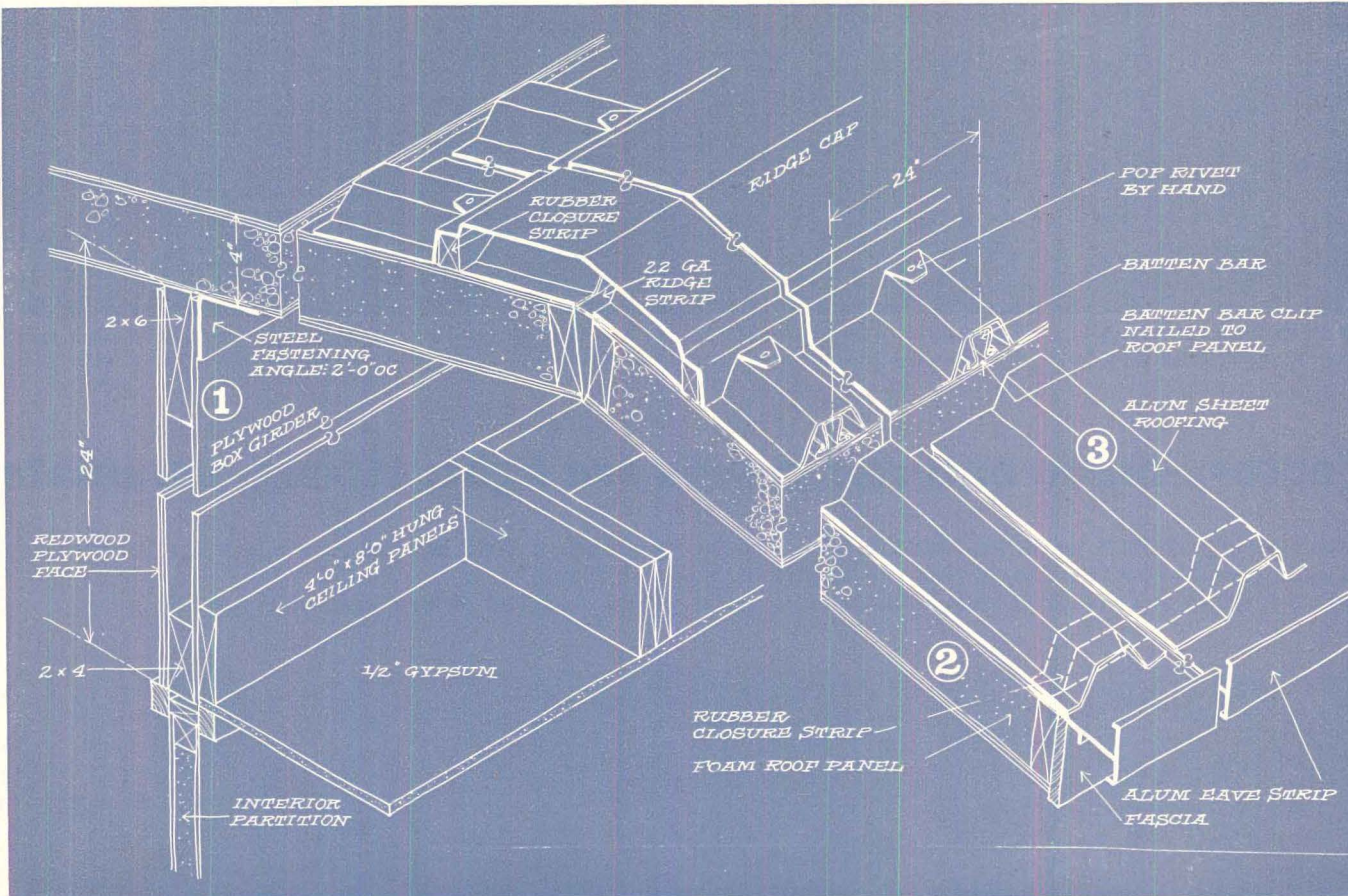 RIDGE CAP
24"
POP RIVET
BY HAND
RUBBER
CLOSURE
STRIP
4"
22 GA
RIDGE
STRIP
BATTEN BAR
BATTEN BAR CLIP
NAILED TO
ROOF PANEL
2 x 6
STEEL
FASTENING
ANGLE: 2'-0" OC
1
PLYWOOD
BOX GIRDER
ALUM SHEET
ROOFING
3
24"
REDWOOD
PLYWOOD
FACE
4'-0" x 8'-0" HUNG
CEILING PANELS
2 x 4
1/2" GYPSUM
2
RUBBER
CLOSURE STRIP
FOAM ROOF PANEL
INTERIOR
PARTITION
ALUM EAVE STRIP
FASCIA